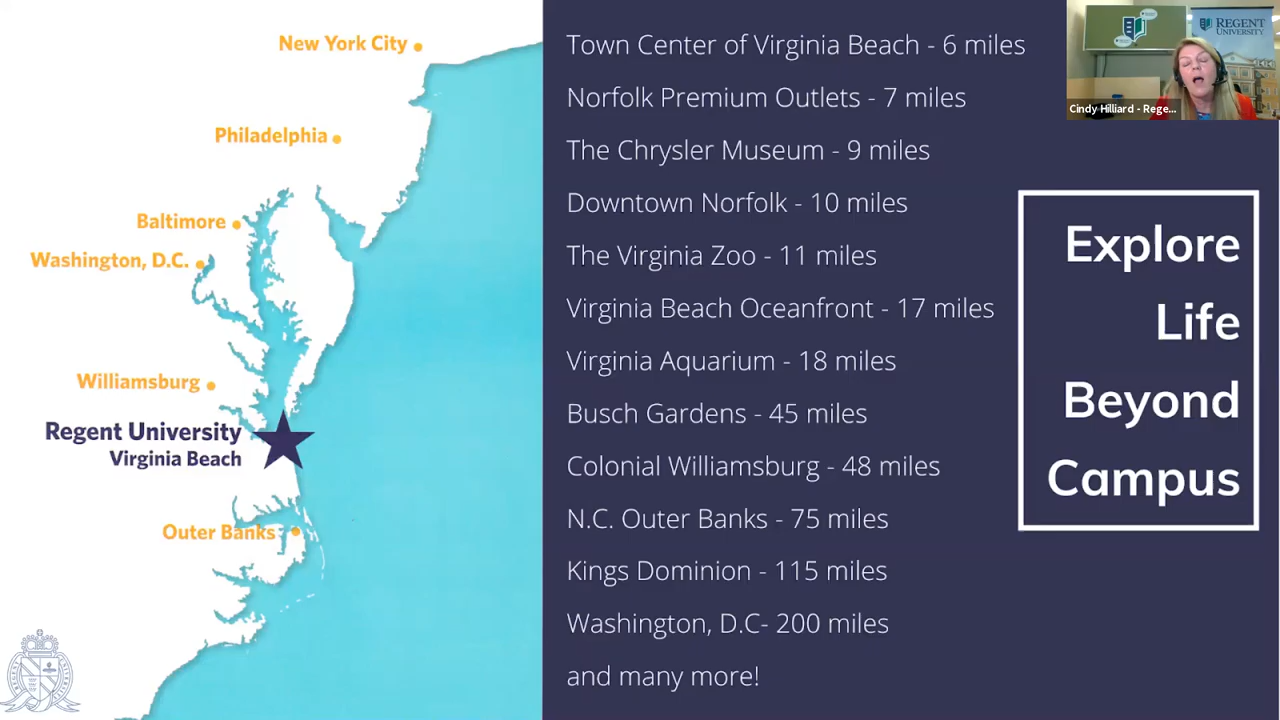 New York City
Philadelphia
Baltimore
Washington, D.C.
Williamsburg
Regent University
Virginia Beach
Outer Banks
Town Center of Virginia Beach - 6 miles
Norfolk Premium Outlets - 7 miles
The Chrysler Museum - 9 miles
Downtown Norfolk - 10 miles
The Virginia Zoo - 11 miles
Virginia Beach Oceanfront - 17 miles
Virginia Aquarium - 18 miles
Busch Gardens - 45 miles
Colonial Williamsburg - 48 miles
N.C. Outer Banks - 75 miles
Kings Dominion - 115 miles
Washington, D.C- 200 miles
and many more!
REGENT
UNIVERSITY
Cindy Hilliard - Rege...
Explore
Life
Beyond
Campus